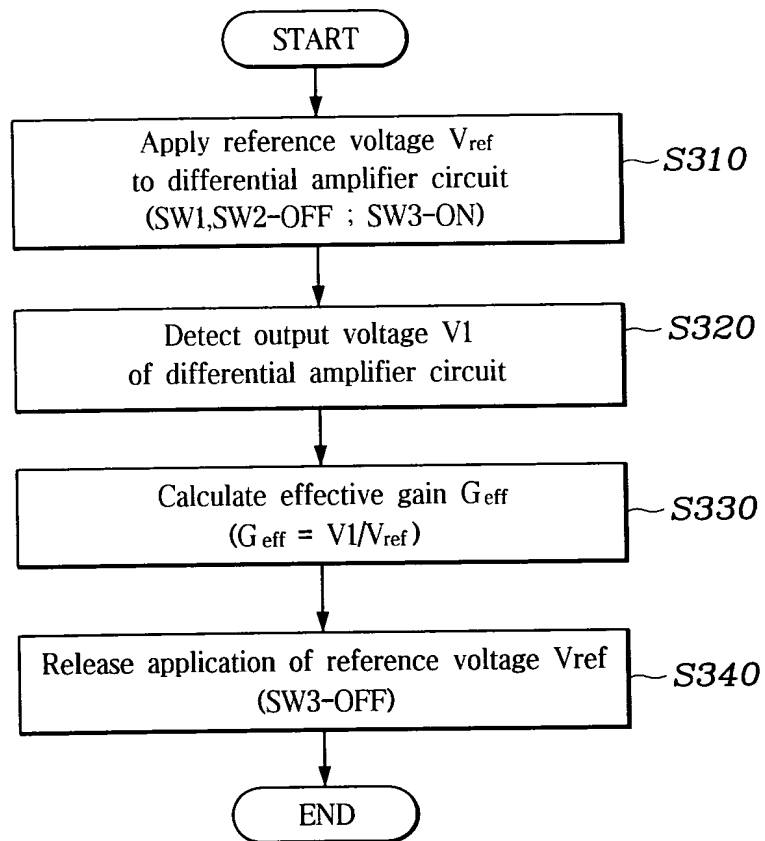 START
Apply reference voltage Vref
to differential amplifier circuit
(SW1,SW2-OFF ; SW3-ON)
S310
Detect output voltage V1
of differential amplifier circuit
S320
Calculate effective gain Geff
(Geff = V1/Vref)
S330
Release application of reference voltage Vref
(SW3-OFF)
S340
END